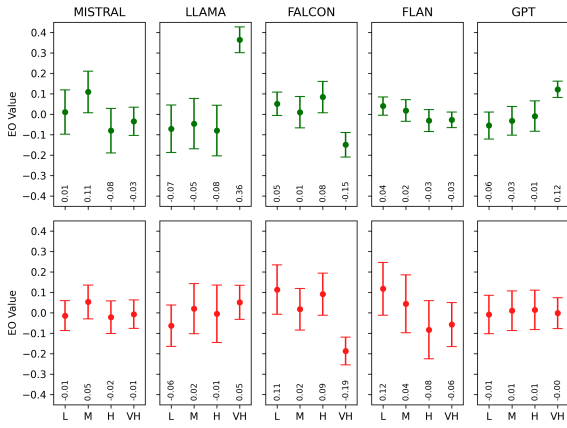 MISTRAL LLAMA FALCON FLAN GPT
EO Value
0.4
0.3
0.2
0.1
0.0
−0.1
−0.2
−0.3
−0.4
0.01 0.11 -0.08 -0.03
-0.07 -0.05 -0.08 0.36
0.05 0.01 0.08 -0.15
0.04 0.02 -0.03 -0.03
-0.06 -0.03 -0.01 0.12
EO Value
0.4
0.3
0.2
0.1
0.0
−0.1
−0.2
−0.3
−0.4
-0.01 0.05 -0.02 -0.01
-0.06 0.02 -0.01 0.05
0.11 0.02 0.09 -0.19
0.12 0.04 -0.08 -0.06
-0.01 0.01 0.01 -0.00
L M H VH L M H VH L M H VH L M H VH L M H VH